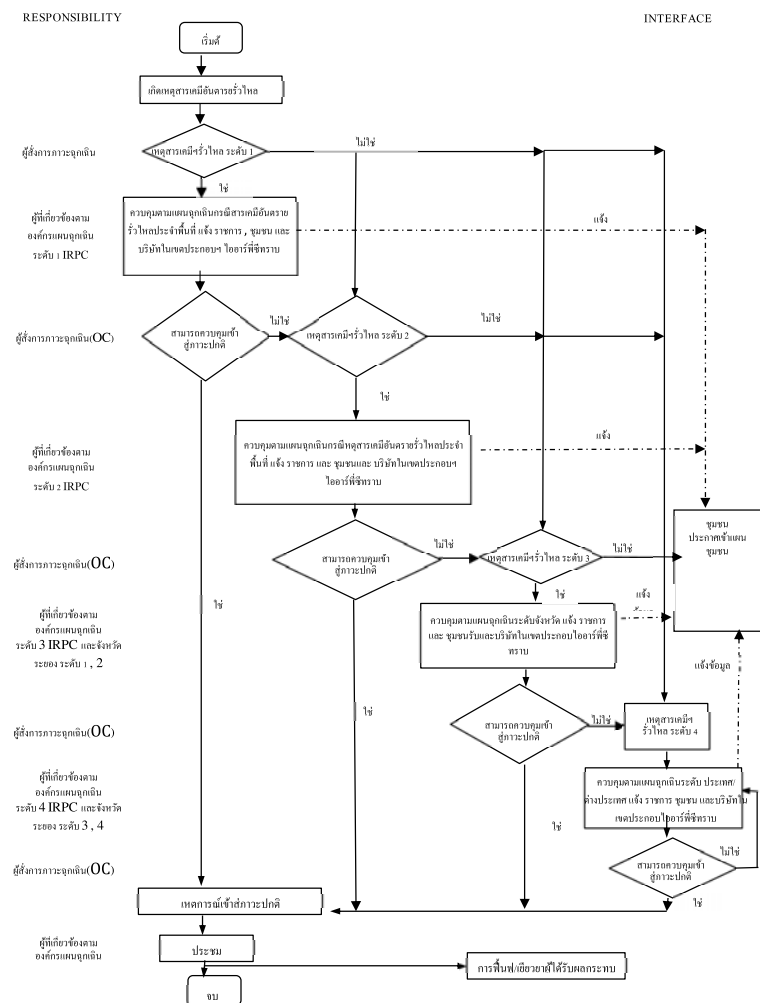 RESPONSIBILITY
INTERFACE
เริ่มต้
เกิดเหตุสารเคมีอันตารยรั่วไหล
ผู้สั่งการภาวะฉุกเฉิน
เหตุสารเคมีฯรั่วไหล ระดับ 1
ไม่ใช่
ใช่
ผู้ที่เกี่ยวข้องตาม
องค์กรแผนฉุกเฉิน
ระดับ 1 IRPC
ควบคุมตามแผนฉุกเฉินกรณีสารเคมีอันตราย
รั่วไหลประจำพื้นที่ แจ้ง ราชการ , ชุมชน และ
บริษัทในเขตประกอบฯ ไออาร์พีซีทราบ
แจ้ง
ผู้สั่งการภาวะฉุกเฉิน(OC)
สามารถควบคุมเข้า
สู่ภาวะปกติ
ไม่ใช่
เหตุสารเคมีฯรั่วไหล ระดับ 2
ไม่ใช่
ใช่
ผู้ที่เกี่ยวข้องตาม
องค์กรแผนฉุกเฉิน
ระดับ 2 IRPC
ควบคุมตามแผนฉุกเฉินกรณีเหตุสารเคมีอันตรายรั่วไหลประจำ
พื้นที่ แจ้ง ราชการ และ ชุมชนและ บริษัทในเขตประกอบฯ
ไออาร์พีซีทราบ
แจ้ง
ชุมชน
ประกาศเข้าแผน
ชุมชน
ผู้สั่งการภาวะฉุกเฉิน(OC)
สามารถควบคุมเข้า
สู่ภาวะปกติ
ไม่ใช่
เหตุสารเคมีฯรั่วไหล ระดับ 3
ไม่ใช่
ใช่
ใช่
แจ้ง
ผู้ที่เกี่ยวข้องตาม
องค์กรแผนฉุกเฉิน
ระดับ 3 IRPC และจังหวัด
ระยอง ระดับ 1 , 2
ควบคุมตามแผนฉุกเฉินระดับจังหวัด แจ้ง ราชการ
และ ชุมชนรับและบริษัทในเขตประกอบไออาร์พีซี
ทราบ
แจ้งข้อมูล
ใช่
ใช่
ผู้สั่งการภาวะฉุกเฉิน(OC)
สามารถควบคุมเข้า
สู่ภาวะปกติ
ไม่ใช่
เหตุสารเคมีฯ
รั่วไหล ระดับ 4
ผู้ที่เกี่ยวข้องตาม
องค์กรแผนฉุกเฉิน
ระดับ 4 IRPC และจังหวัด
ระยอง ระดับ 3 , 4
ควบคุมตามแผนฉุกเฉินระดับ ประเทศ/
ต่างประเทศ แจ้ง ราชการ ชุมชน และบริษัทใน
เขตประกอบไออาร์พีซีทราบ
ใช่
ไม่ใช่
ผู้สั่งการภาวะฉุกเฉิน(OC)
สามารถควบคุมเข้า
สู่ภาวะปกติ
ใช่
เหตการณ์เข้าสู่ภาวะปกติ
ผู้ที่เกี่ยวข้องตาม
องค์กรแผนฉุกเฉิน
ประชม
การฟื้นฟ/เยียวยาผู้ได้รับผลกระทบ
จบ